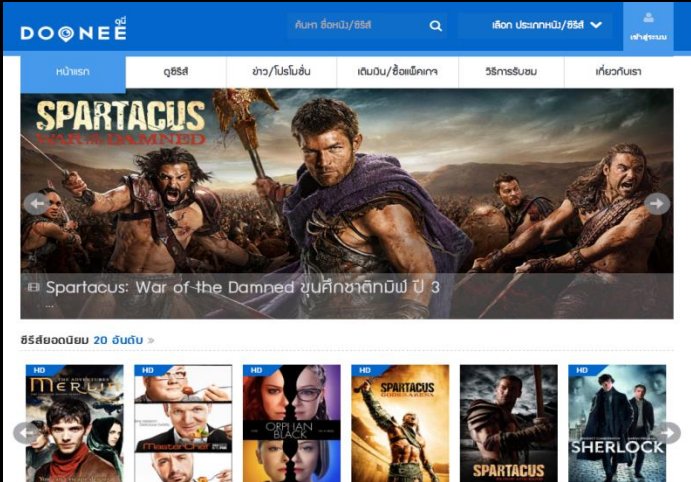 DOONEE ดูนี่
ค้นหา ชื่อหนัง/ซีรีส์
เลือก ประเภทหนัง/ซีรีส์
เข้าสู่ระบบ
หน้าแรก
ดูซีรีส์
ข่าว/โปรโมชั่น
เติมเงิน/ซื้อแพ็คเกจ
วิธีการรับชม
เกี่ยวกับเรา
SPARTACUS
WAR OF THE DAMNED
Spartacus: War of the Damned ขุนศึกชาติทมิฬ ปี 3
...
ซีรีส์ยอดนิยม 20 อันดับ »
HD
THE ADVENTURES OF
MERLIN
HD
MasterChef
HD
ORPHAN
BLACK
HD
SPARTACUS
GODS OF THE ARENA
SPARTACUS
HD
SHERLOCK